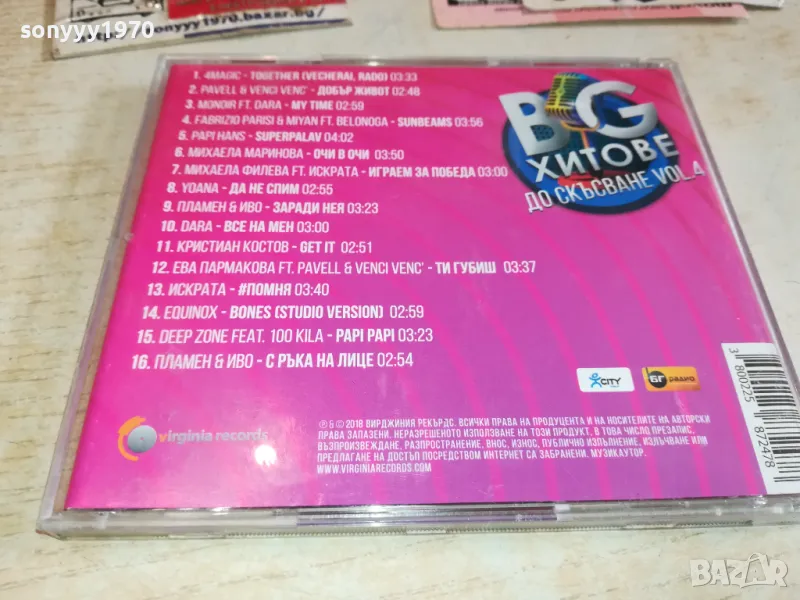 sonyyy1970
sonyyy1970.bazar.bg/
1. 4MAGIC - TOGETHER (VECHERAI, RADO) 03:33
2. PAVELL & VENCI VENC' - ДОБЪР ЖИВОТ 02:48
3. MONOIR FT. DARA - MY TIME 02:59
4. FABRIZIO PARISI & MIYAN FT. BELONOGA - SUNBEAMS 03:56
5. PAPI HANS - SUPERPALAV 04:02
6. МИХАЕЛА МАРИНОВА - ОЧИ В ОЧИ 03:50
7. МИХАЕЛА ФИЛЕВА FT. ИСКРАТА - ИГРАЕМ ЗА ПОБЕДА 03:00
8. YOANA - ДА НЕ СПИМ 02:55
9. ПЛАМЕН & ИВО - ЗАРАДИ НЕЯ 03:23
10. DARA - ВСЕ НА МЕН 03:00
11. КРИСТИАН КОСТОВ - GET IT 02:51
12. ЕВА ПАРМАКОВА FT. PAVELL & VENCI VENC' - ТИ ГУБИШ 03:37
13. ИСКРАТА - #ПОМНЯ 03:40
14. EQUINOX - BONES (STUDIO VERSION) 02:59
15. DEEP ZONE FEAT. 100 KILA - PAPI PAPI 03:23
16. ПЛАМЕН & ИВО - С РЪКА НА ЛИЦЕ 02:54
BG
ХИТОВЕ
ДО СКЪСВАНЕ VOL.4
CITY
БГ РАДИО
3 800225 872478
virginia records
℗ & © 2018 ВИРДЖИНИЯ РЕКЪРДС. ВСИЧКИ ПРАВА НА ПРОДУЦЕНТА И НА НОСИТЕЛИТЕ НА АВТОРСКИ
ПРАВА ЗАПАЗЕНИ. НЕРАЗРЕШЕНОТО ИЗПОЛЗВАНЕ НА ТОЗИ ПРОДУКТ, В ТОВА ЧИСЛО ПРЕЗАПИС,
ВЪЗПРОИЗВЕЖДАНЕ, РАЗПРОСТРАНЕНИЕ, ВНОС, ИЗНОС, ПУБЛИЧНО ИЗПЪЛНЕНИЕ, ИЗЛЪЧВАНЕ ИЛИ
ПРЕДЛАГАНЕ НА ДОСТЪП ПОСРЕДСТВОМ ИНТЕРНЕТ СА ЗАБРАНЕНИ. МУЗИКАУТОР.
WWW.VIRGINIARECORDS.COM
BAZAR